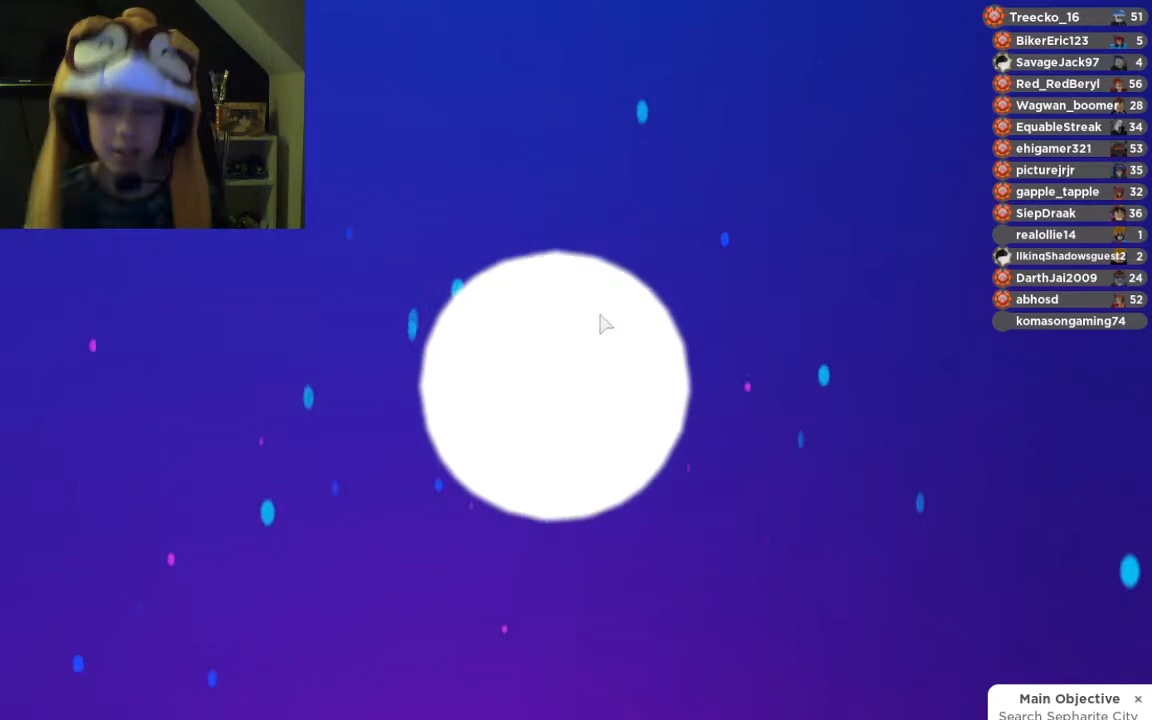 Treecko_16 51
BikerEric123 5
SavageJack97 4
Red_RedBeryl 56
Wagwan_boomer 28
EquableStreak 34
ehigamer321 53
picturejrjr 35
gapple_tapple 32
SiepDraak 36
realollie14 1
IlkinqShadowsguest2 2
DarthJai2009 24
abhosd 52
komasongaming74
Main Objective ×
Search Sepharite City